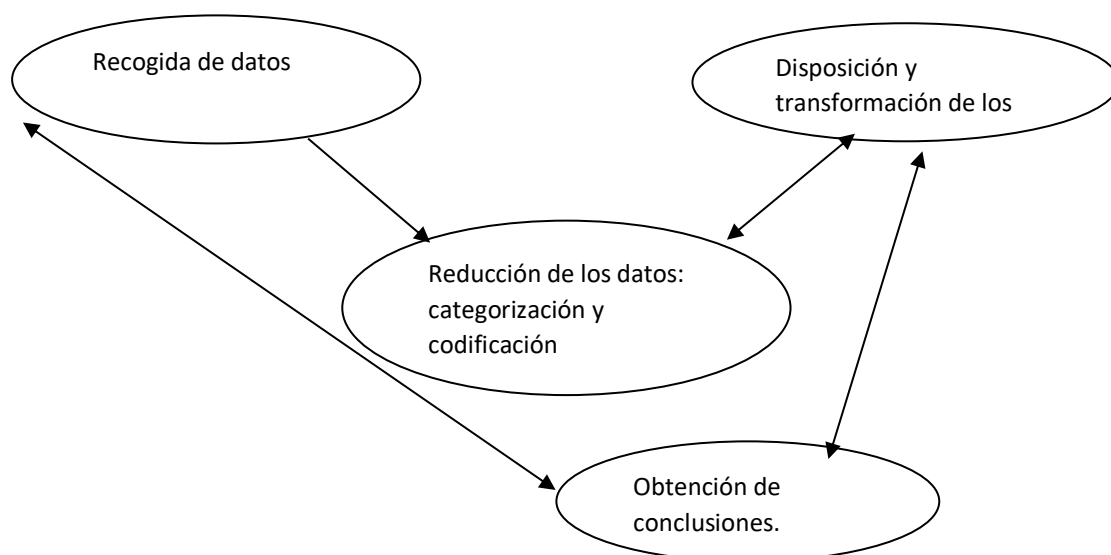 Recogida de datos
Disposición y
transformación de los
Reducción de los datos:
categorización y
codificación
Obtención de
conclusiones.